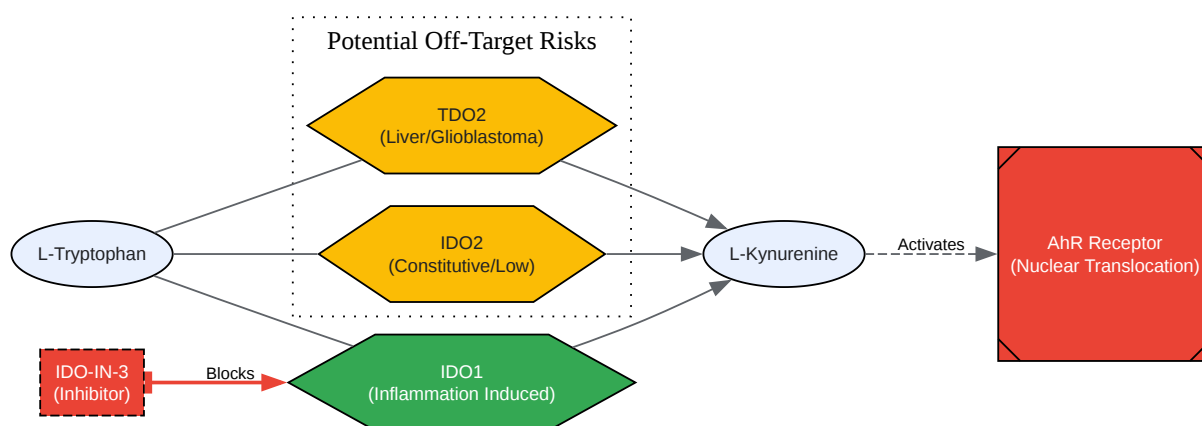 Potential Off-Target Risks
TDO2
(Liver/Glioblastoma)
L-Tryptophan
IDO2
(Constitutive/Low)
L-Kynurenine
Activates
AhR Receptor
(Nuclear Translocation)
IDO-IN-3
(Inhibitor)
Blocks
IDO1
(Inflammation Induced)